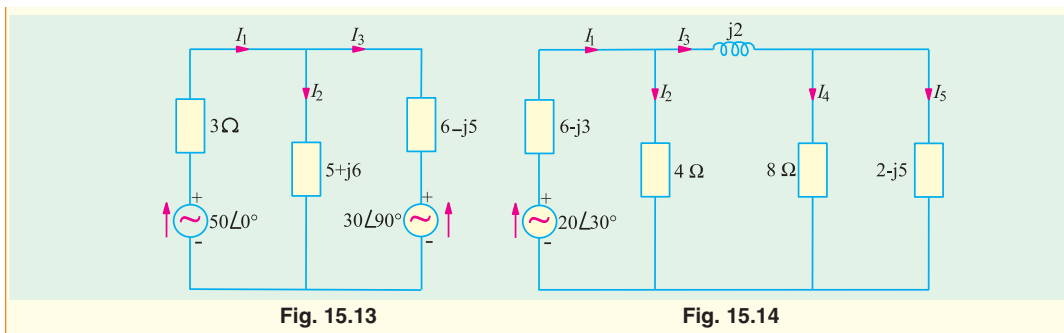 I1 I3
I2
3Ω
5+j6
6–j5
+
50∠0°
-
+
30∠90°
-
Fig. 15.13
I1 I3 j2
I2 I4 I5
6-j3
4 Ω
8 Ω
2-j5
+
20∠30°
-
Fig. 15.14